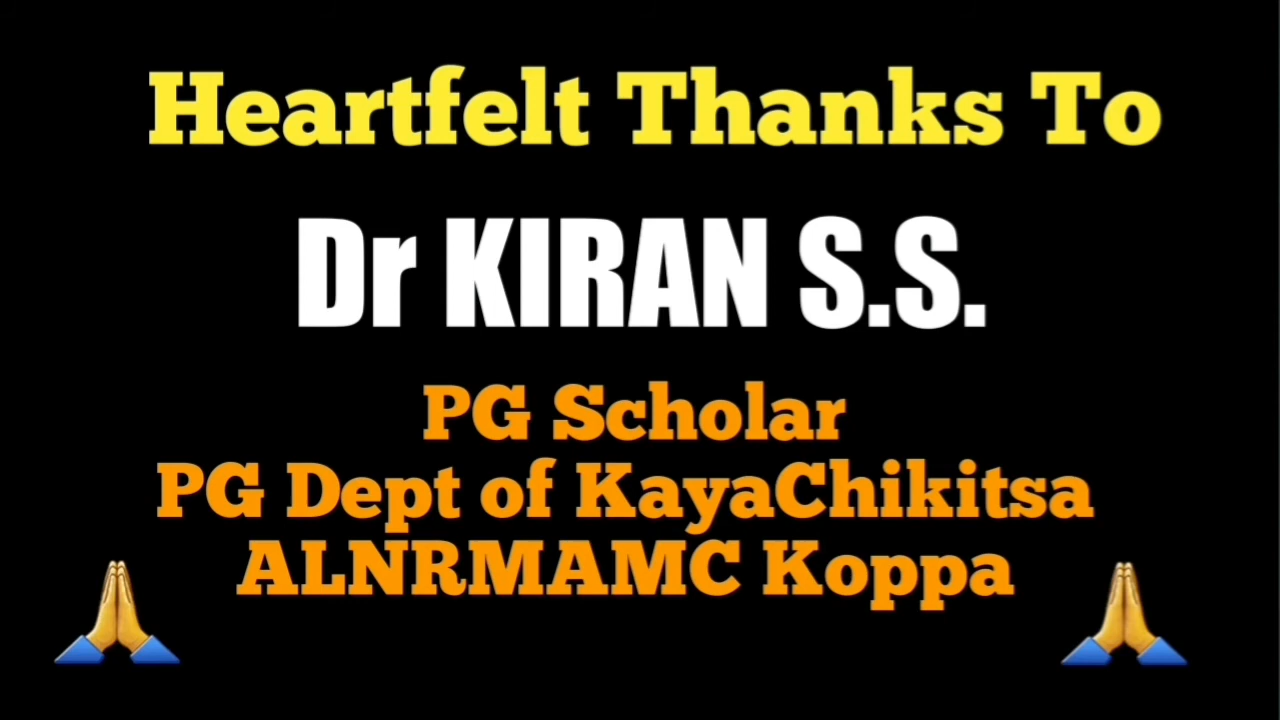 Heartfelt Thanks To
Dr KIRAN S.S.
PG Scholar
PG Dept of KayaChikitsa
ALNRMAMC Koppa